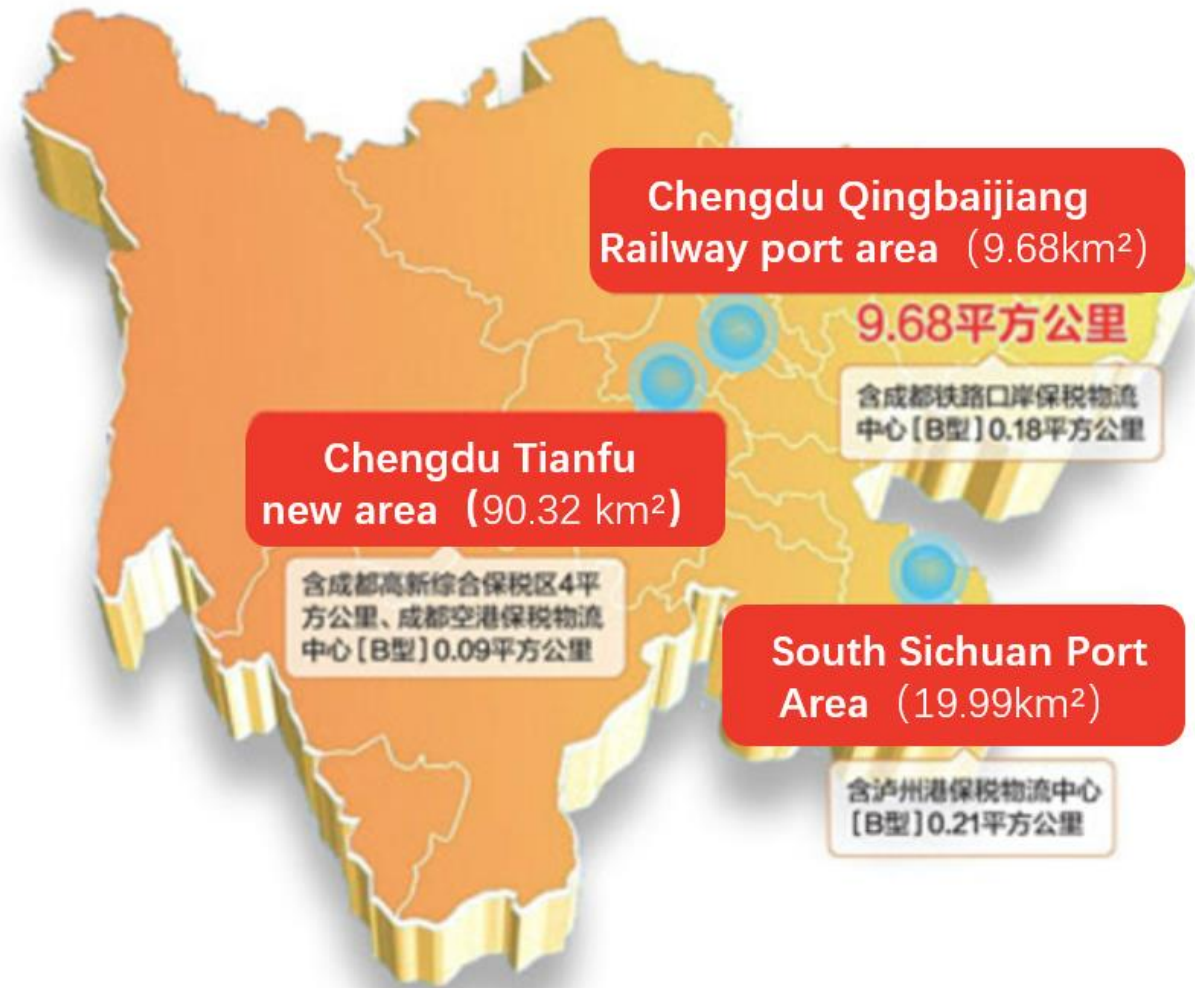 Chengdu Qingbaijiang
Railway port area（9.68km²）
9.68平方公里
含成都铁路口岸保税物流
中心[B型]0.18平方公里
Chengdu Tianfu
new area（90.32 km²）
含成都高新综合保税区4平
方公里、成都空港保税物流
中心[B型]0.09平方公里
South Sichuan Port
Area（19.99km²）
含泸州港保税物流中心
[B型]0.21平方公里